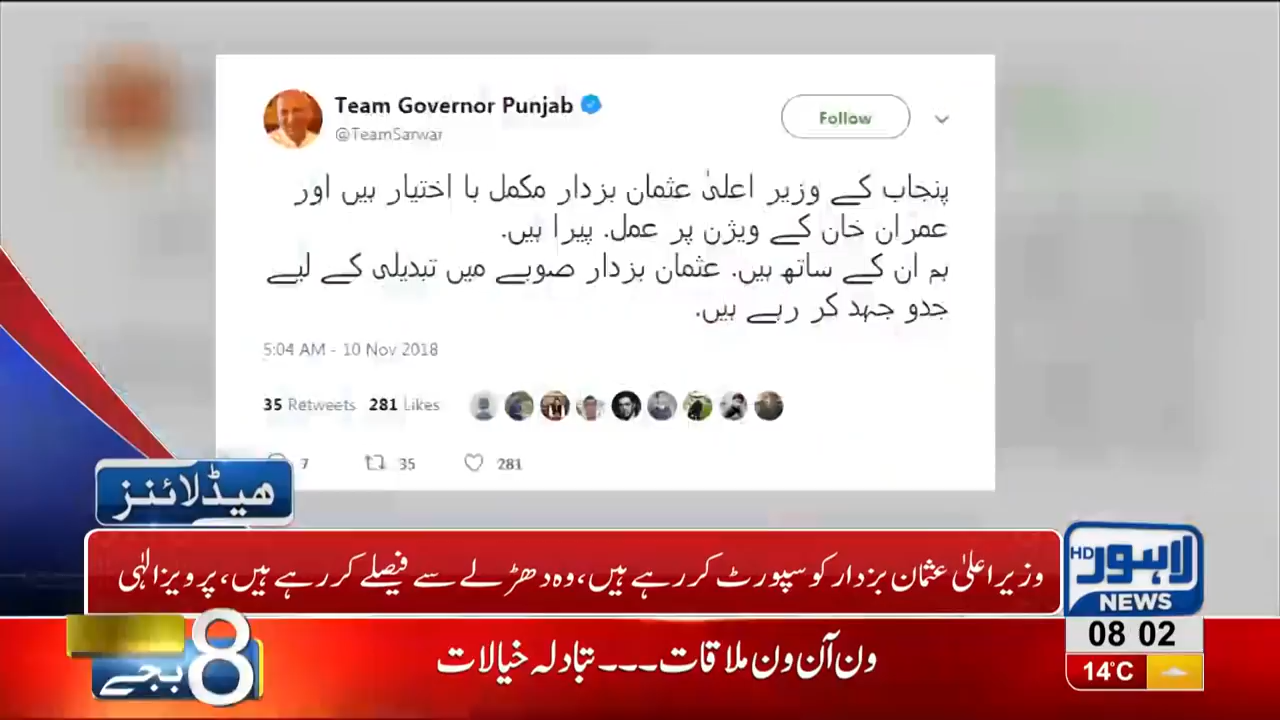 Team Governor Punjab
@TeamSarwar
Follow
پنجاب کے وزیر اعلیٰ عثمان بزدار مکمل با اختیار ہیں اور
عمران خان کے ویژن پر عمل. پیرا ہیں.
ہم ان کے ساتھ ہیں. عثمان بزدار صوبے میں تبدیلی کے لیے
جدو جہد کر رہے ہیں.
5:04 AM - 10 Nov 2018
35 Retweets 281 Likes
7 35 281
ھیڈلائنز
وزیراعلیٰ عثمان بزدار کو سپورٹ کر رہے ہیں، وہ دھڑلے سے فیصلے کر رہے ہیں، پرویز الٰہی
HD لاہور
NEWS
08 02
14°C
8 بجے
ون آن ون ملاقات۔۔۔تبادلہ خیالات